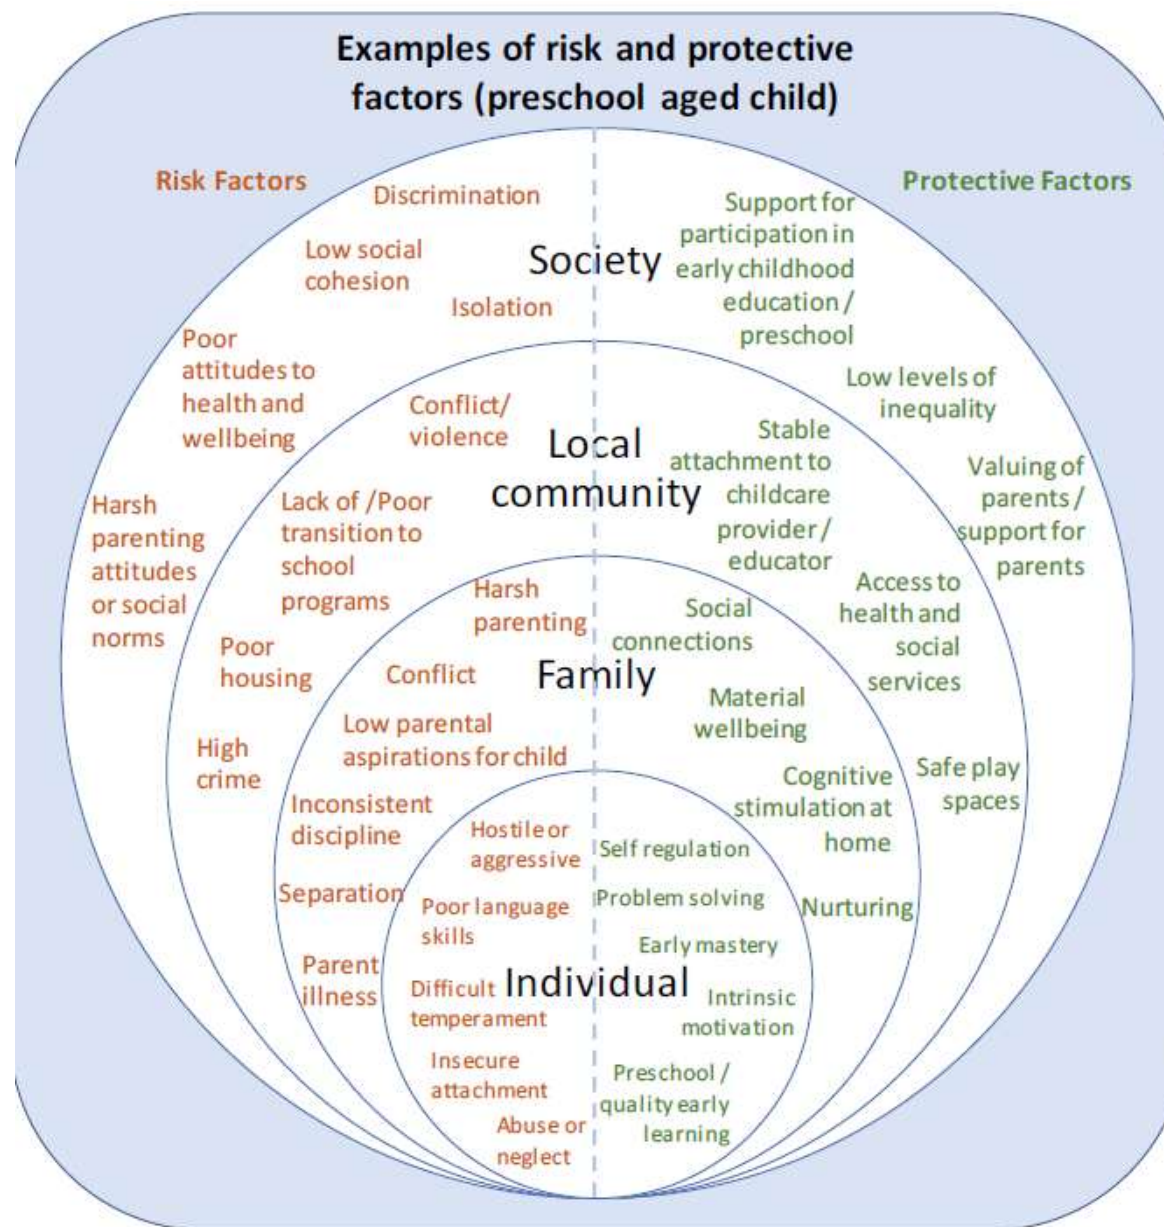 Examples of risk and protective
factors (preschool aged child)
Risk Factors
Protective Factors
Society
Discrimination
Low social
cohesion
Isolation
Poor
attitudes to
health and
wellbeing
Harsh
parenting
attitudes
or social
norms
Support for
participation in
early childhood
education /
preschool
Low levels of
inequality
Valuing of
parents /
support for
parents
Local
community
Conflict/
violence
Lack of /Poor
transition to
school
programs
Poor
housing
High
crime
Stable
attachment to
childcare
provider /
educator
Access to
health and
social
services
Safe play
spaces
Family
Harsh
parenting
Conflict
Low parental
aspirations for child
Inconsistent
discipline
Separation
Parent
illness
Social
connections
Material
wellbeing
Cognitive
stimulation at
home
Nurturing
Individual
Hostile or
aggressive
Poor language
skills
Difficult
temperament
Insecure
attachment
Abuse or
neglect
Self regulation
Problem solving
Early mastery
Intrinsic
motivation
Preschool /
quality early
learning